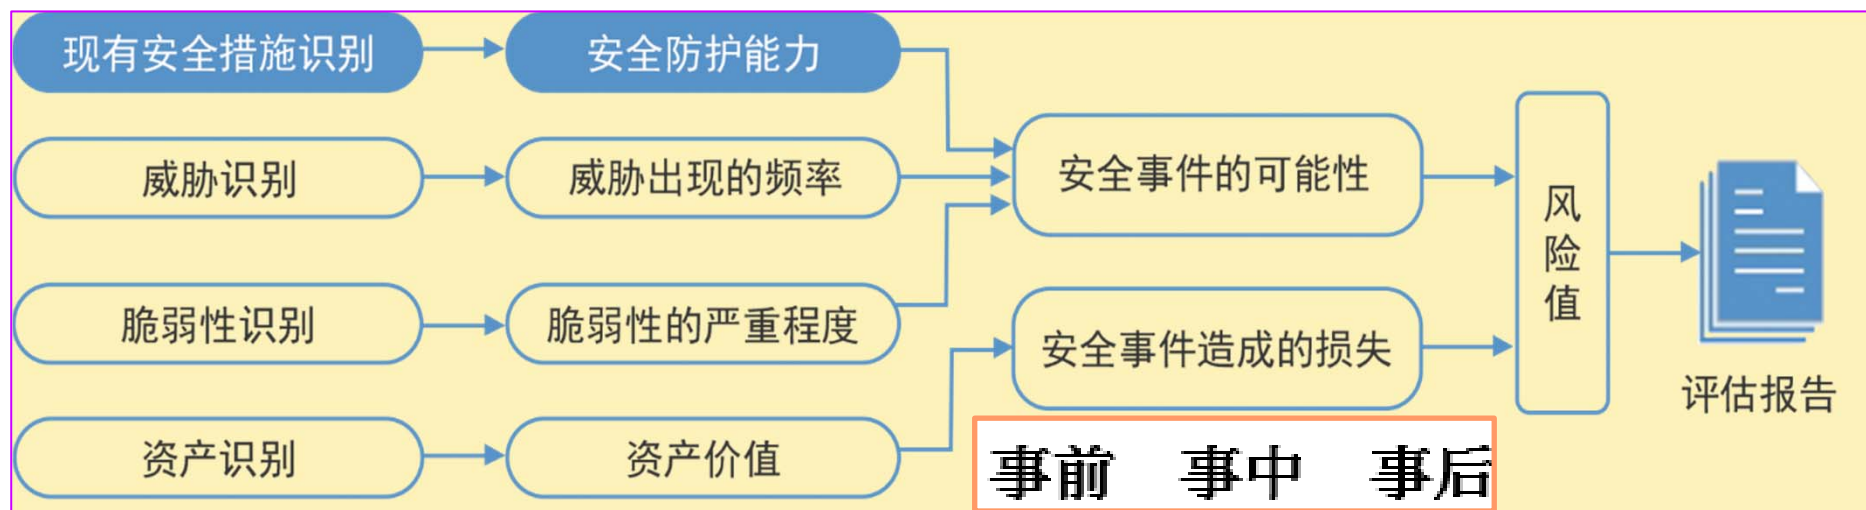 现有安全措施识别
安全防护能力
威胁识别
威胁出现的频率
安全事件的可能性
脆弱性识别
脆弱性的严重程度
安全事件造成的损失
资产识别
资产价值
风险值
评估报告
事前 事中 事后